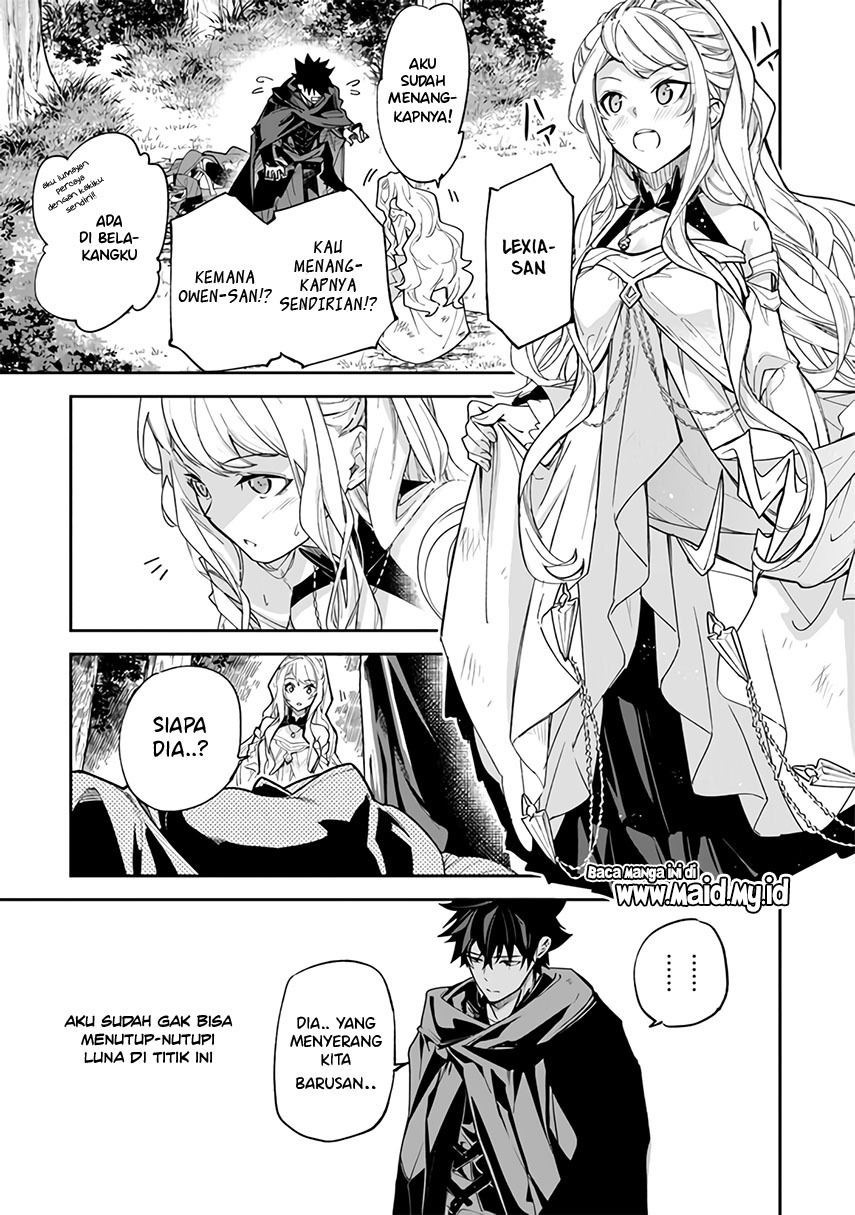 LEXIA-
SAN
AKU
SUDAH
MENANG-
KAPNYA!
KAU
MENANG-
KAPNYA
SENDIRIAN!?
KEMANA
OWEN-SAN!?
aku lumayan
percaya
dengan kakiku
sendiri!!
ADA
DI BELA-
KANGKU
SIAPA
DIA..?
Baca Manga ini di
www.Maid.My.id
DIA.. YANG
MENYERANG
KITA
BARUSAN..
AKU SUDAH GAK BISA
MENUTUP-NUTUPI
LUNA DI TITIK INI